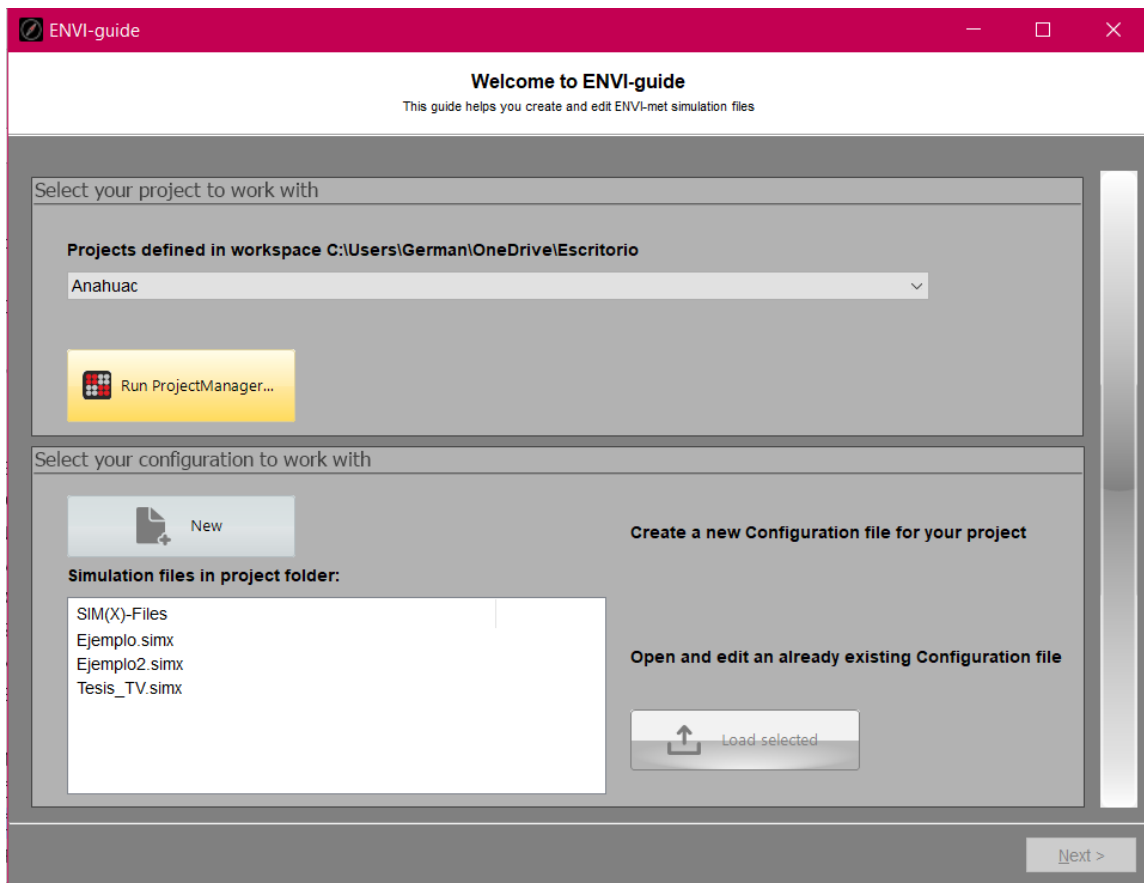 ENVI-guide
Welcome to ENVI-guide
This guide helps you create and edit ENVI-met simulation files
Select your project to work with
Projects defined in workspace C:\Users\German\OneDrive\Escritorio
Anahuac
Run ProjectManager...
Select your configuration to work with
New
Create a new Configuration file for your project
Simulation files in project folder:
SIM(X)-Files
Ejemplo.simx
Ejemplo2.simx
Tesis_TV.simx
Open and edit an already existing Configuration file
Load selected
Next >